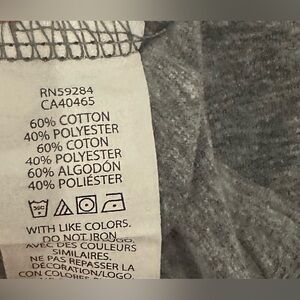 RN59284
CA40465
60% COTTON
40% POLYESTER
60% COTON
40% POLYESTER
60% ALGODÓN
40% POLIÉSTER
WITH LIKE COLORS.
DO NOT IRON
AVEC DES COULEURS
SIMILAIRES,
NE PAS REPASSER LA
DÉCORATION/LOGO.
CON COLORES